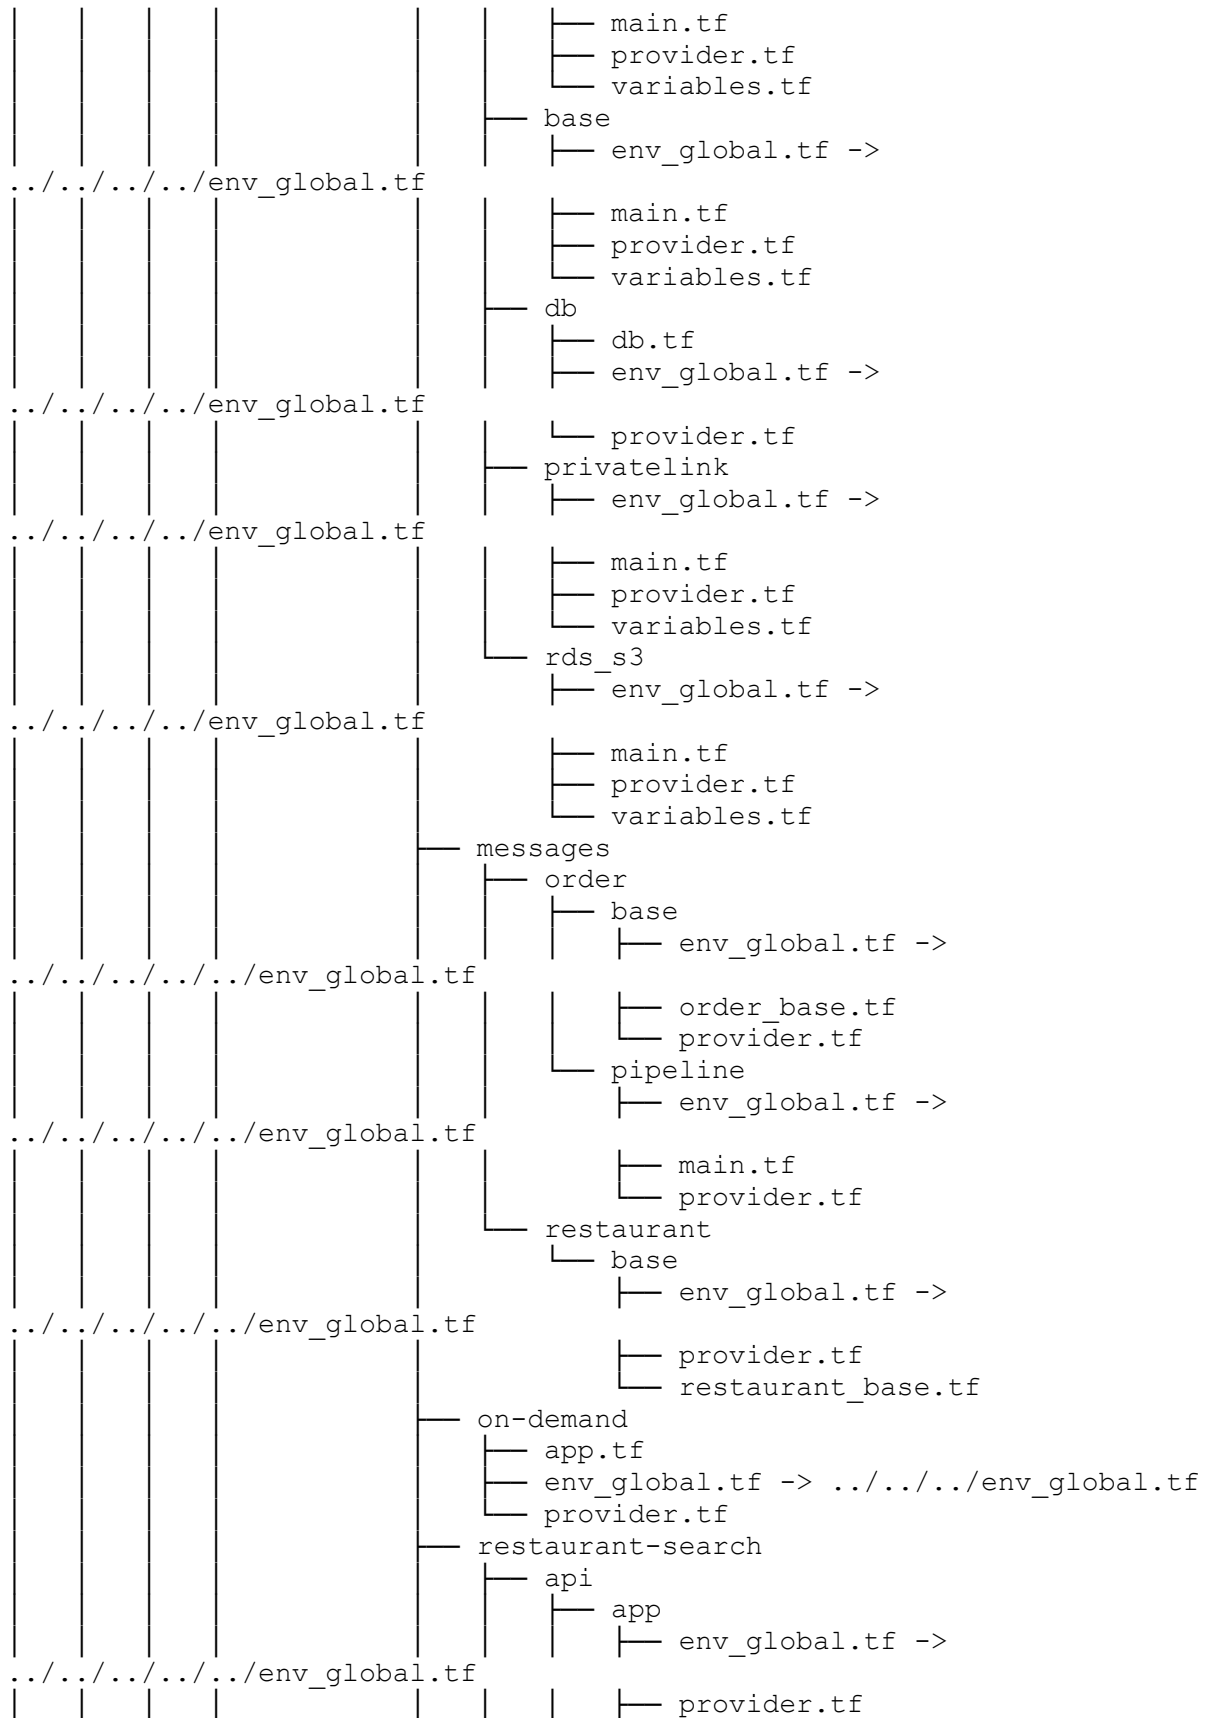 │   │   │   │           │   │   ├── main.tf
│   │   │   │           │   │   ├── provider.tf
│   │   │   │           │   │   └── variables.tf
│   │   │   │           │   ├── base
│   │   │   │           │   │   ├── env_global.tf ->
../../../../env_global.tf
│   │   │   │           │   │   ├── main.tf
│   │   │   │           │   │   ├── provider.tf
│   │   │   │           │   │   └── variables.tf
│   │   │   │           │   ├── db
│   │   │   │           │   │   ├── db.tf
│   │   │   │           │   │   ├── env_global.tf ->
../../../../env_global.tf
│   │   │   │           │   │   └── provider.tf
│   │   │   │           │   ├── privatelink
│   │   │   │           │   │   ├── env_global.tf ->
../../../../env_global.tf
│   │   │   │           │   │   ├── main.tf
│   │   │   │           │   │   ├── provider.tf
│   │   │   │           │   │   └── variables.tf
│   │   │   │           │   └── rds_s3
│   │   │   │           │       ├── env_global.tf ->
../../../../env_global.tf
│   │   │   │           │       ├── main.tf
│   │   │   │           │       ├── provider.tf
│   │   │   │           │       └── variables.tf
│   │   │   │           ├── messages
│   │   │   │           │   ├── order
│   │   │   │           │   │   ├── base
│   │   │   │           │   │   │   ├── env_global.tf ->
../../../../../env_global.tf
│   │   │   │           │   │   │   ├── order_base.tf
│   │   │   │           │   │   │   └── provider.tf
│   │   │   │           │   │   └── pipeline
│   │   │   │           │   │       ├── env_global.tf ->
../../../../../env_global.tf
│   │   │   │           │   │       ├── main.tf
│   │   │   │           │   │       └── provider.tf
│   │   │   │           │   └── restaurant
│   │   │   │           │       └── base
│   │   │   │           │           ├── env_global.tf ->
../../../../../env_global.tf
│   │   │   │           │           ├── provider.tf
│   │   │   │           │           └── restaurant_base.tf
│   │   │   │           ├── on-demand
│   │   │   │           │   ├── app.tf
│   │   │   │           │   ├── env_global.tf -> ../../../env_global.tf
│   │   │   │           │   └── provider.tf
│   │   │   │           ├── restaurant-search
│   │   │   │           │   ├── api
│   │   │   │           │   │   ├── app
│   │   │   │           │   │   │   ├── env_global.tf ->
../../../../../env_global.tf
│   │   │   │           │   │   │   ├── provider.tf